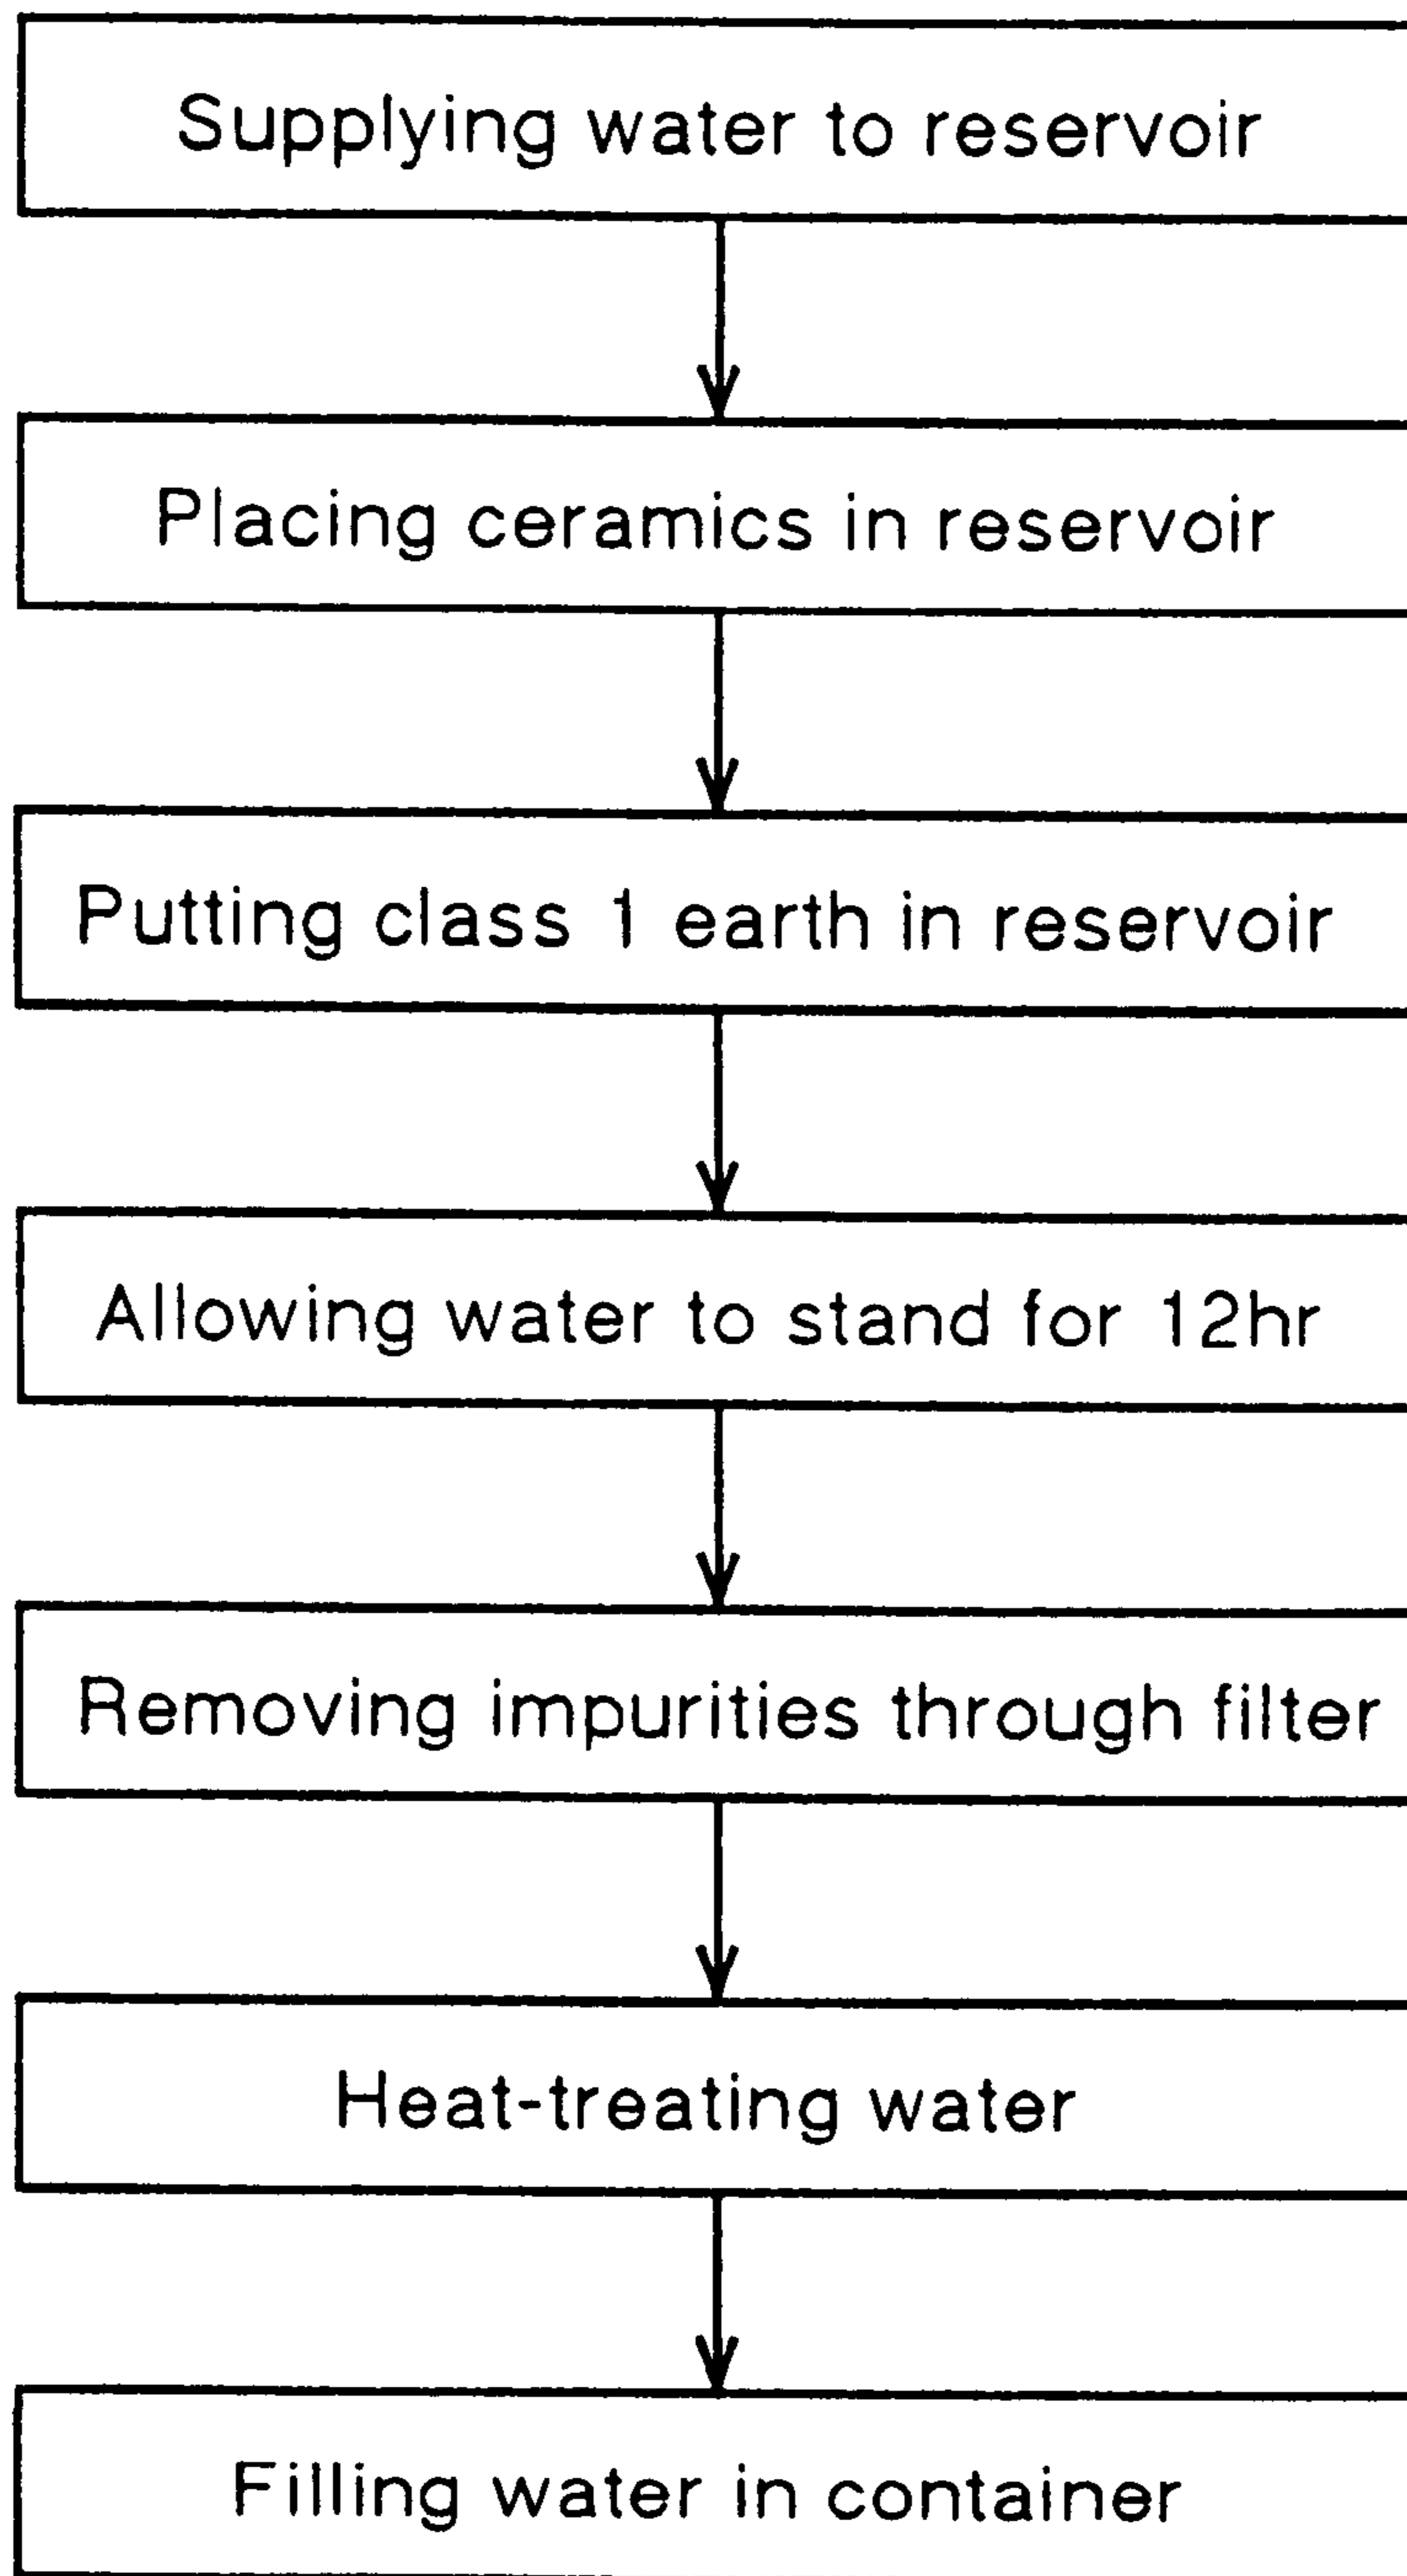 Supplying water to reservoir
Placing ceramics in reservoir
Putting class 1 earth in reservoir
Allowing water to stand for 12hr
Removing impurities through filter
Heat-treating water
Filling water in container